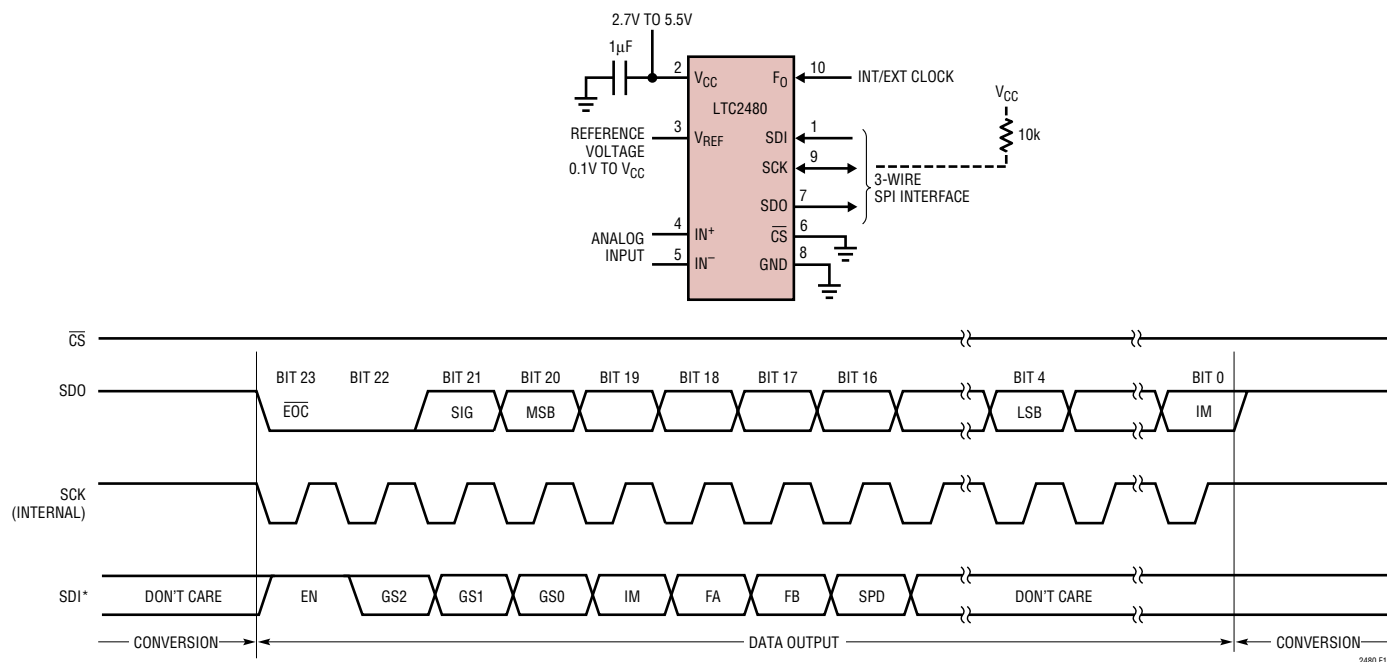 2.7V TO 5.5V
1µF
2
VCC
FO
10
INT/EXT CLOCK
LTC2480
VCC
10k
REFERENCE
VOLTAGE
0.1V TO VCC
3
VREF
SDI
1
SCK
9
3-WIRE
SPI INTERFACE
SDO
7
ANALOG
INPUT
4
IN+
5
IN−
CS
6
GND
8
CS
SDO
BIT 23 BIT 22 BIT 21 BIT 20 BIT 19 BIT 18 BIT 17 BIT 16 BIT 4 BIT 0
EOC SIG MSB LSB IM
SCK
(INTERNAL)
SDI* DON'T CARE EN GS2 GS1 GS0 IM FA FB SPD DON'T CARE
CONVERSION DATA OUTPUT CONVERSION